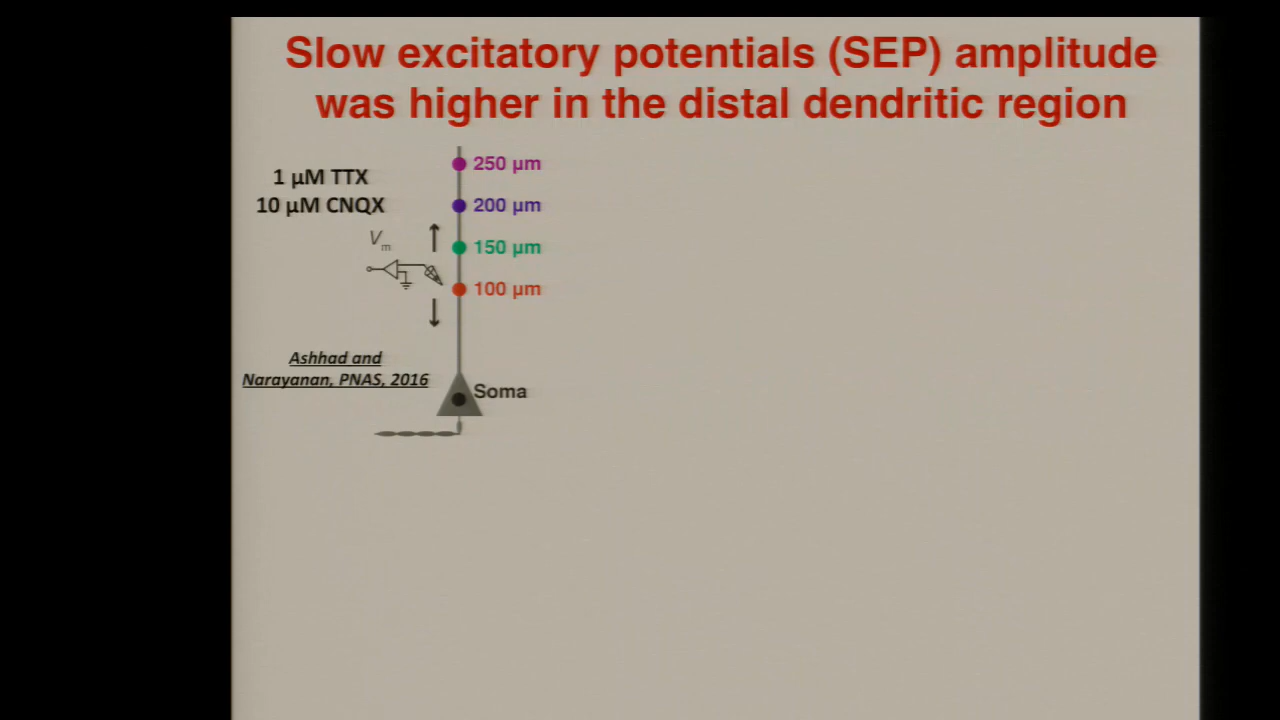 Slow excitatory potentials (SEP) amplitude
was higher in the distal dendritic region
250 µm
1 µM TTX
200 µm
10 µM CNQX
Vm
150 µm
100 µm
Ashhad and
Narayanan, PNAS, 2016
Soma